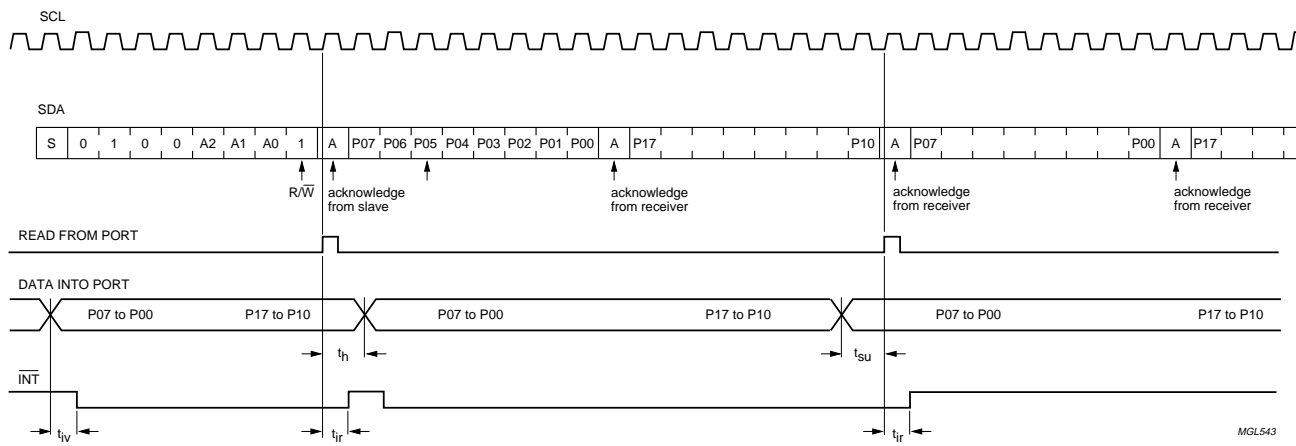 SCL
SDA
S 0 1 0 0 A2 A1 A0 1 A P07 P06 P05 P04 P03 P02 P01 P00 A P17 P10 A P07 P00 A P17
R/W̅
acknowledge
from slave
acknowledge
from receiver
acknowledge
from receiver
acknowledge
from receiver
READ FROM PORT
DATA INTO PORT
P07 to P00 P17 to P10 P07 to P00 P17 to P10 P07 to P00 P17 to P10
th tsu
I̅N̅T̅
tiv tir tir
MGL543